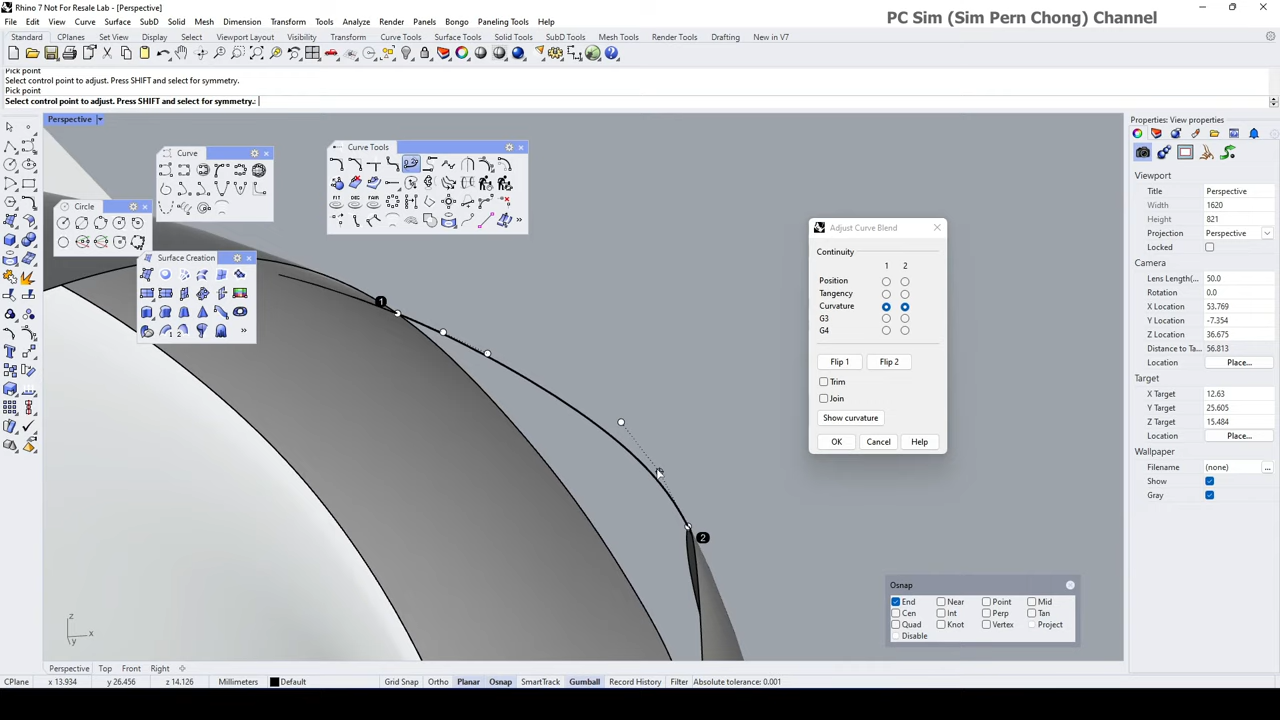 Rhino 7 Not For Resale Lab - [Perspective]
PC Sim (Sim Pern Chong) Channel
File Edit View Curve Surface SubD Solid Mesh Dimension Transform Tools Analyze Render Panels Bongo Paneling Tools Help
Standard CPlanes Set View Display Select Viewport Layout Visibility Transform Curve Tools Surface Tools Solid Tools SubD Tools Mesh Tools Render Tools Drafting New in V7
Pick point
Select control point to adjust. Press SHIFT and select for symmetry.
Pick point
Select control point to adjust. Press SHIFT and select for symmetry.:
Perspective
Curve
Curve Tools
Circle
Surface Creation
1
2
Adjust Curve Blend
Continuity
1 2
Position
Tangency
Curvature
G3
G4
Flip 1 Flip 2
Trim
Join
Show curvature
OK Cancel Help
Osnap
End Near Point Mid
Cen Int Perp Tan
Quad Knot Vertex Project
Disable
z
x
y
Properties: View properties
Viewport
Title Perspective
Width 1620
Height 821
Projection Perspective
Locked
Camera
Lens Length(... 50.0
Rotation 0.0
X Location 53.769
Y Location -7.354
Z Location 36.675
Distance to Ta... 56.813
Location Place...
Target
X Target 12.63
Y Target 25.605
Z Target 15.484
Location Place...
Wallpaper
Filename (none) ...
Show
Gray
Perspective Top Front Right
CPlane x 13.934 y 26.456 z 14.126 Millimeters Default Grid Snap Ortho Planar Osnap SmartTrack Gumball Record History Filter Absolute tolerance: 0.001